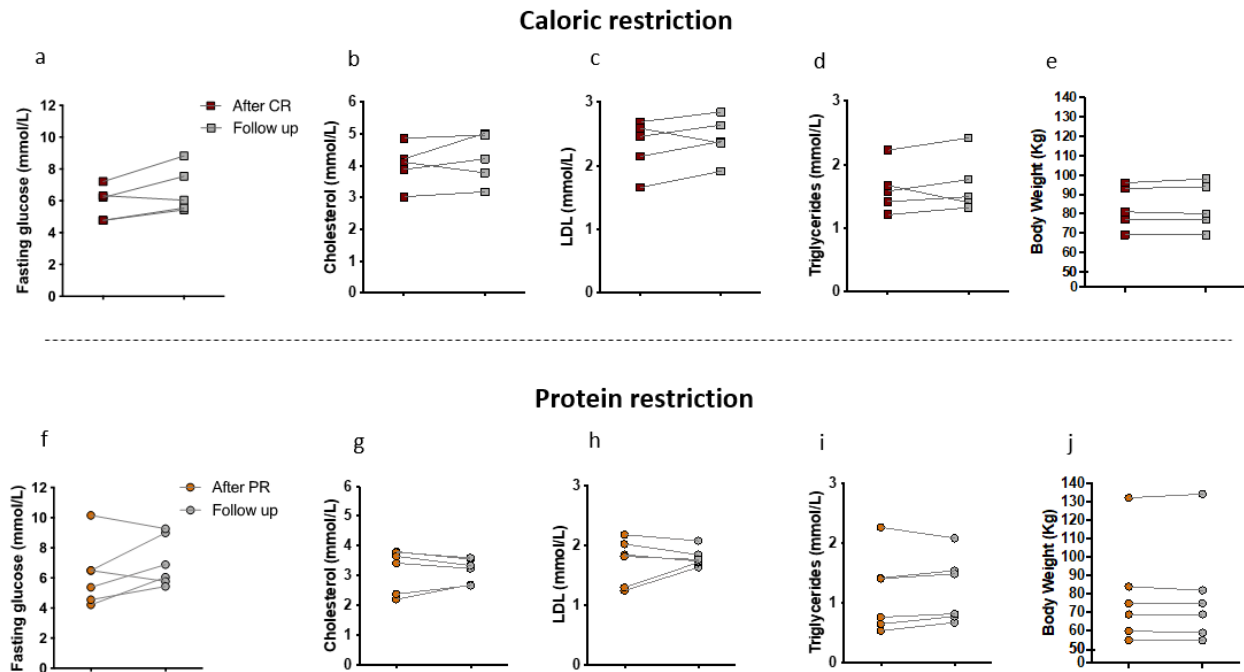 Caloric restriction
a
Fasting glucose (mmol/L)
12
10
8
6
4
2
0
After CR
Follow up
b
Cholesterol (mmol/L)
6
5
4
3
2
1
0
c
LDL (mmol/L)
3
2
1
0
d
Triglycerides (mmol/L)
3
2
1
0
e
Body Weight (Kg)
140
130
120
110
100
90
80
70
60
50
0
Protein restriction
f
Fasting glucose (mmol/L)
12
10
8
6
4
2
0
After PR
Follow up
g
Cholesterol (mmol/L)
6
5
4
3
2
1
0
h
LDL (mmol/L)
3
2
1
0
i
Triglycerides (mmol/L)
3
2
1
0
j
Body Weight (Kg)
140
130
120
110
100
90
80
70
60
50
0